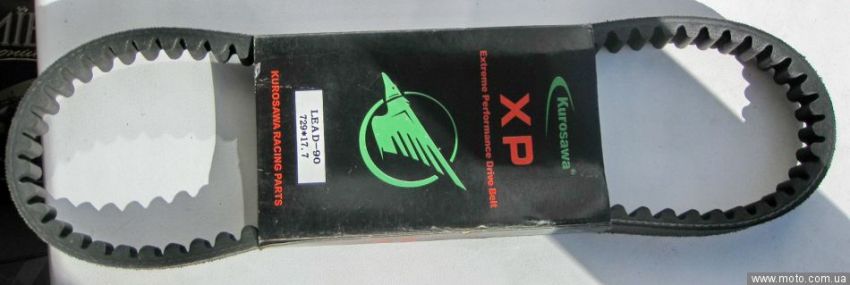 Kurosawa®
XP
Extreme Performance Drive Belt
LEAD-90
729*17.7
KUROSAWA RACING PARTS
www.moto.com.ua